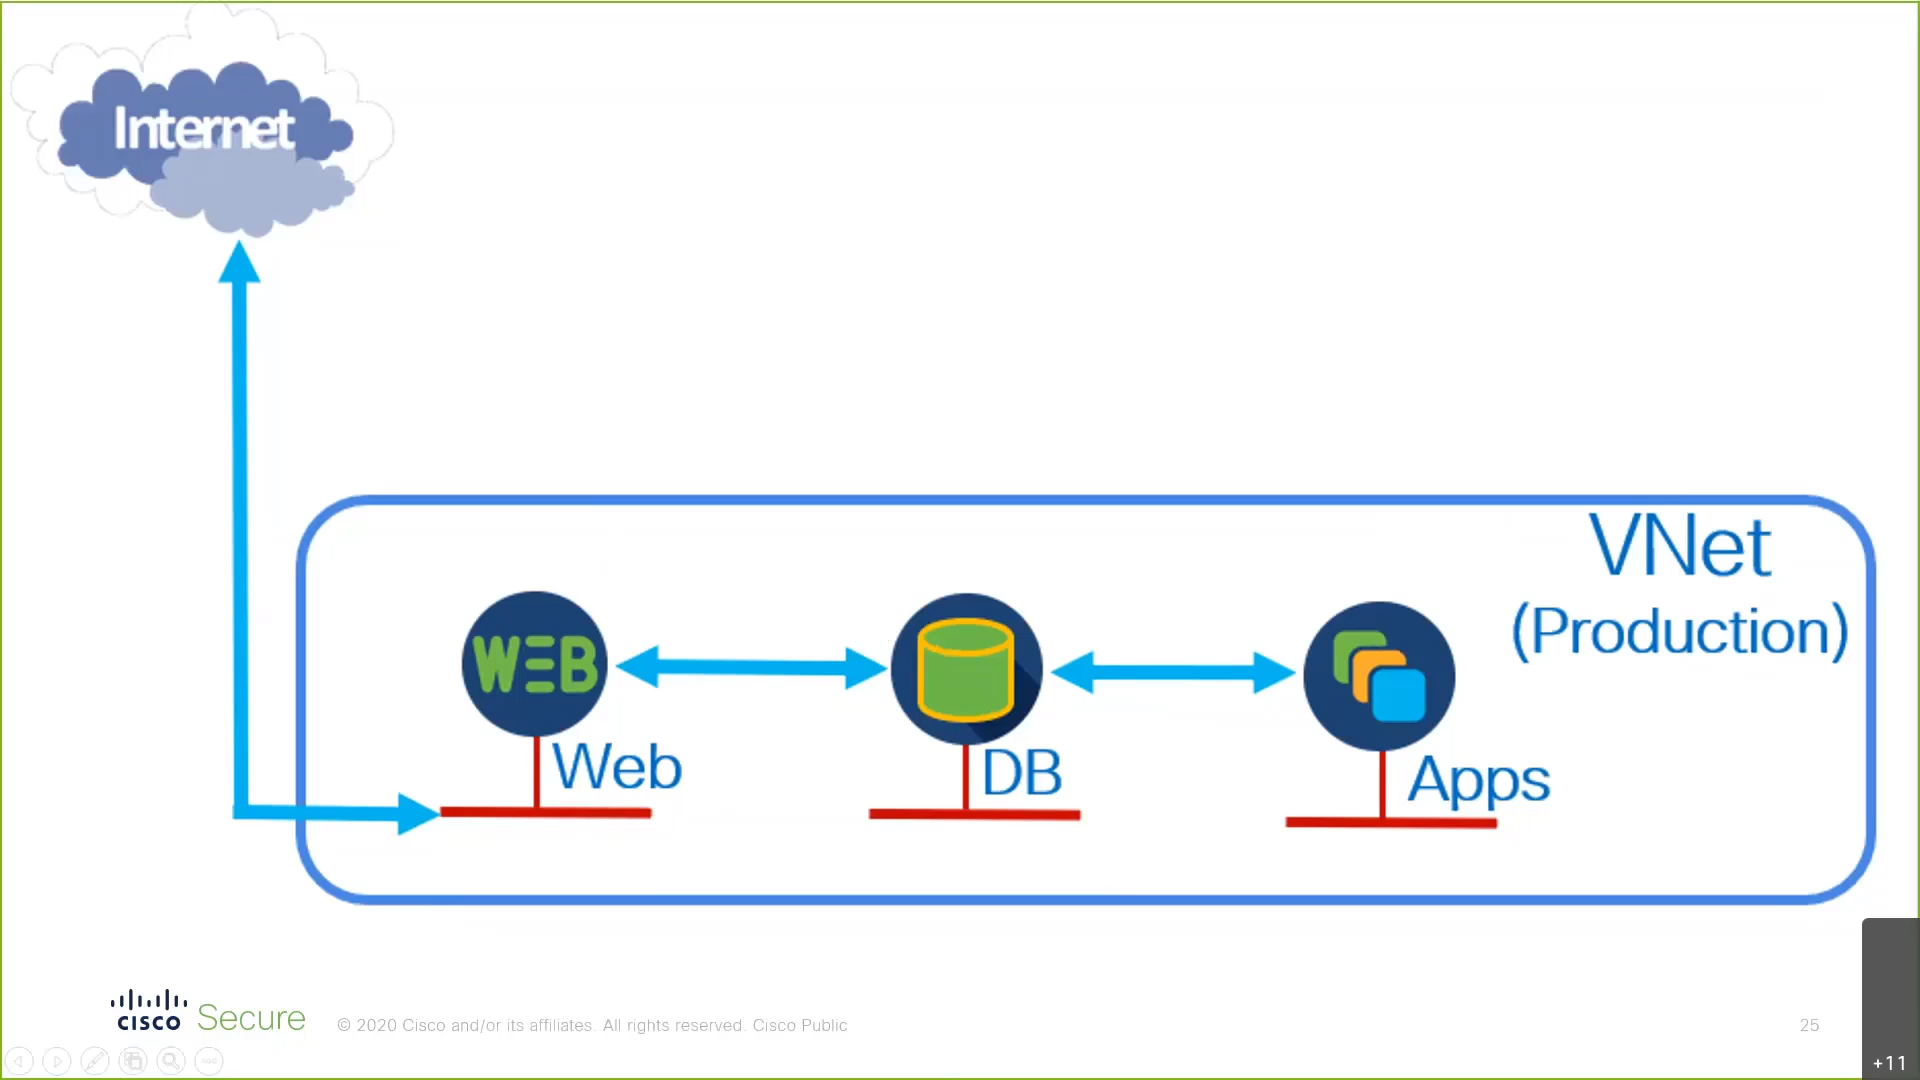 Internet
VNet
(Production)
WEB
Web
DB
Apps
cisco Secure
© 2020 Cisco and/or its affiliates. All rights reserved. Cisco Public
25
+11